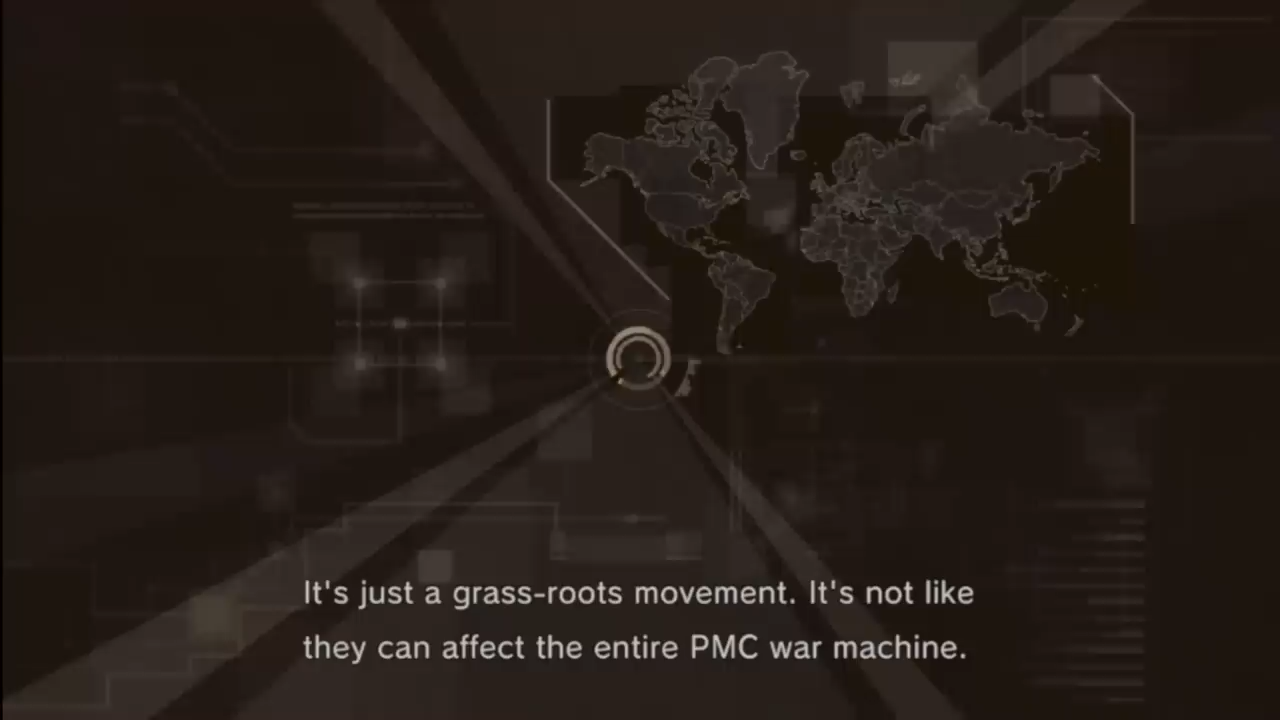 It's just a grass-roots movement. It's not like
they can affect the entire PMC war machine.